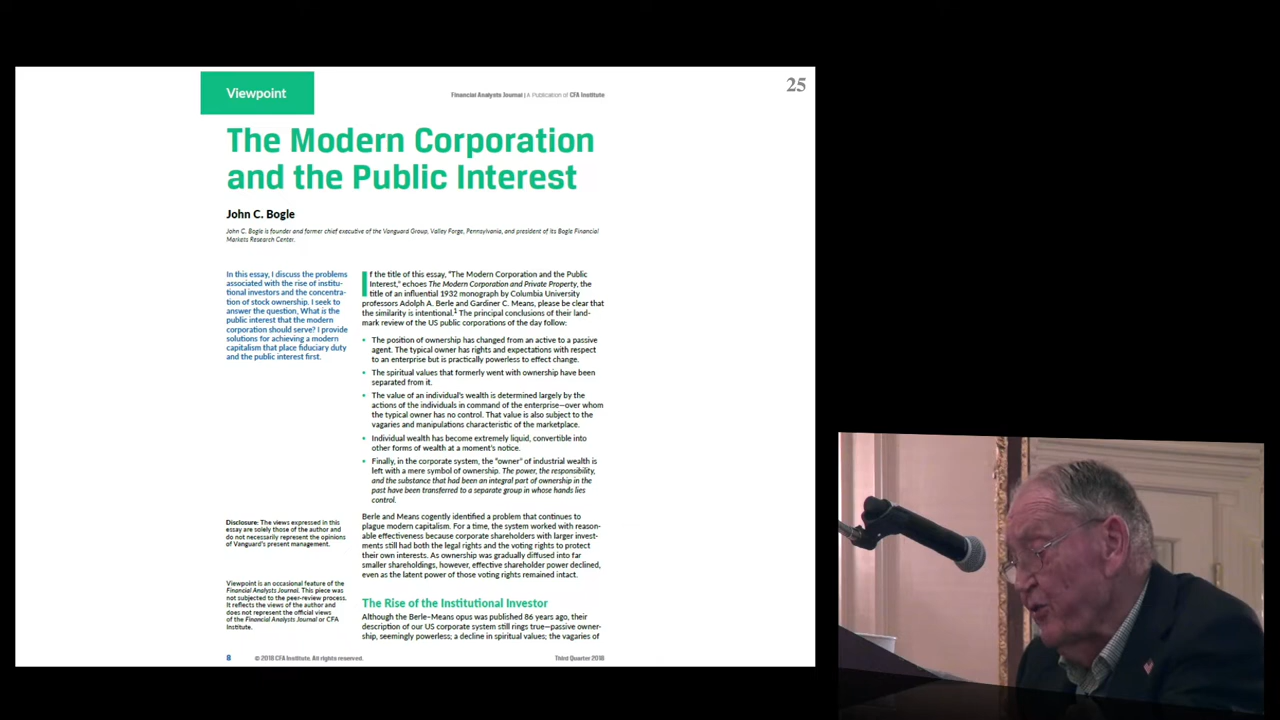 25
Viewpoint
Financial Analysts Journal | A Publication of CFA Institute
The Modern Corporation
and the Public Interest
John C. Bogle
John C. Bogle is founder and former chief executive of the Vanguard Group, Valley Forge, Pennsylvania, and president of its Bogle Financial
Markets Research Center.
In this essay, I discuss the problems
associated with the rise of institu-
tional investors and the concentra-
tion of stock ownership. I seek to
answer the question, What is the
public interest that the modern
corporation should serve? I provide
solutions for achieving a modern
capitalism that place fiduciary duty
and the public interest first.
Disclosure: The views expressed in this
essay are solely those of the author and
do not necessarily represent the opinions
of Vanguard's present management.
Viewpoint is an occasional feature of the
Financial Analysts Journal. This piece was
not subjected to the peer-review process.
It reflects the views of the author and
does not represent the official views
of the Financial Analysts Journal or CFA
Institute.
If the title of this essay, "The Modern Corporation and the Public
Interest," echoes The Modern Corporation and Private Property, the
title of an influential 1932 monograph by Columbia University
professors Adolph A. Berle and Gardiner C. Means, please be clear that
the similarity is intentional.1 The principal conclusions of their land-
mark review of the US public corporations of the day follow:
• The position of ownership has changed from an active to a passive
agent. The typical owner has rights and expectations with respect
to an enterprise but is practically powerless to effect change.
• The spiritual values that formerly went with ownership have been
separated from it.
• The value of an individual's wealth is determined largely by the
actions of the individuals in command of the enterprise—over whom
the typical owner has no control. That value is also subject to the
vagaries and manipulations characteristic of the marketplace.
• Individual wealth has become extremely liquid, convertible into
other forms of wealth at a moment's notice.
• Finally, in the corporate system, the "owner" of industrial wealth is
left with a mere symbol of ownership. The power, the responsibility,
and the substance that had been an integral part of ownership in the
past have been transferred to a separate group in whose hands lies
control.
Berle and Means cogently identified a problem that continues to
plague modern capitalism. For a time, the system worked with reason-
able effectiveness because corporate shareholders with larger invest-
ments still had both the legal rights and the voting rights to protect
their own interests. As ownership was gradually diffused into far
smaller shareholdings, however, effective shareholder power declined,
even as the latent power of those voting rights remained intact.
The Rise of the Institutional Investor
Although the Berle–Means opus was published 86 years ago, their
description of our US corporate system still rings true—passive owner-
ship, seemingly powerless; a decline in spiritual values; the vagaries of
8 © 2018 CFA Institute. All rights reserved. Third Quarter 2018